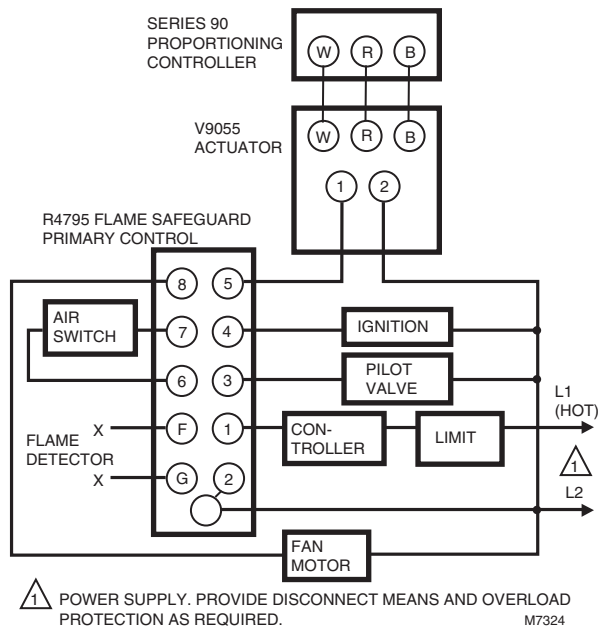 SERIES 90
PROPORTIONING
CONTROLLER
W R B
V9055
ACTUATOR
W R B
1 2
R4795 FLAME SAFEGUARD
PRIMARY CONTROL
8 5
AIR
SWITCH
7 4
IGNITION
6 3
PILOT
VALVE
L1
(HOT)
FLAME
DETECTOR
X F 1
CON-
TROLLER
LIMIT
1
X G 2
L2
FAN
MOTOR
1 POWER SUPPLY. PROVIDE DISCONNECT MEANS AND OVERLOAD
PROTECTION AS REQUIRED.
M7324